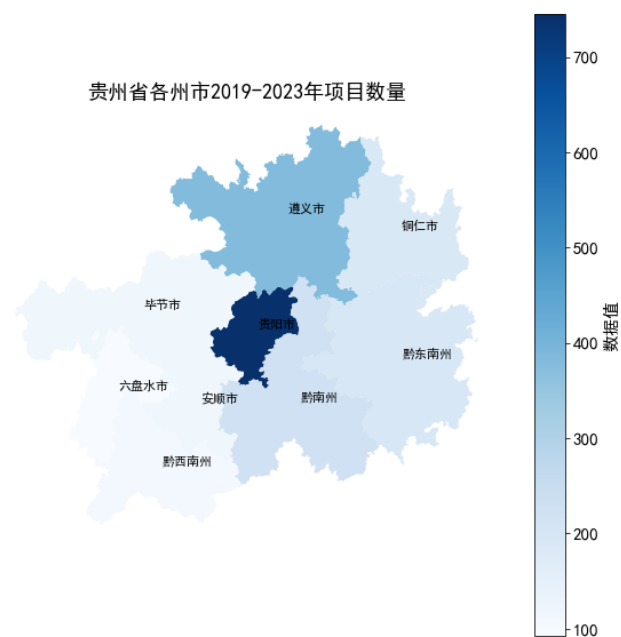 贵州省各州市2019-2023年项目数量
遵义市
铜仁市
毕节市
贵阳市
黔东南州
六盘水市
安顺市
黔南州
黔西南州
700
600
500
400
300
200
100
数据值